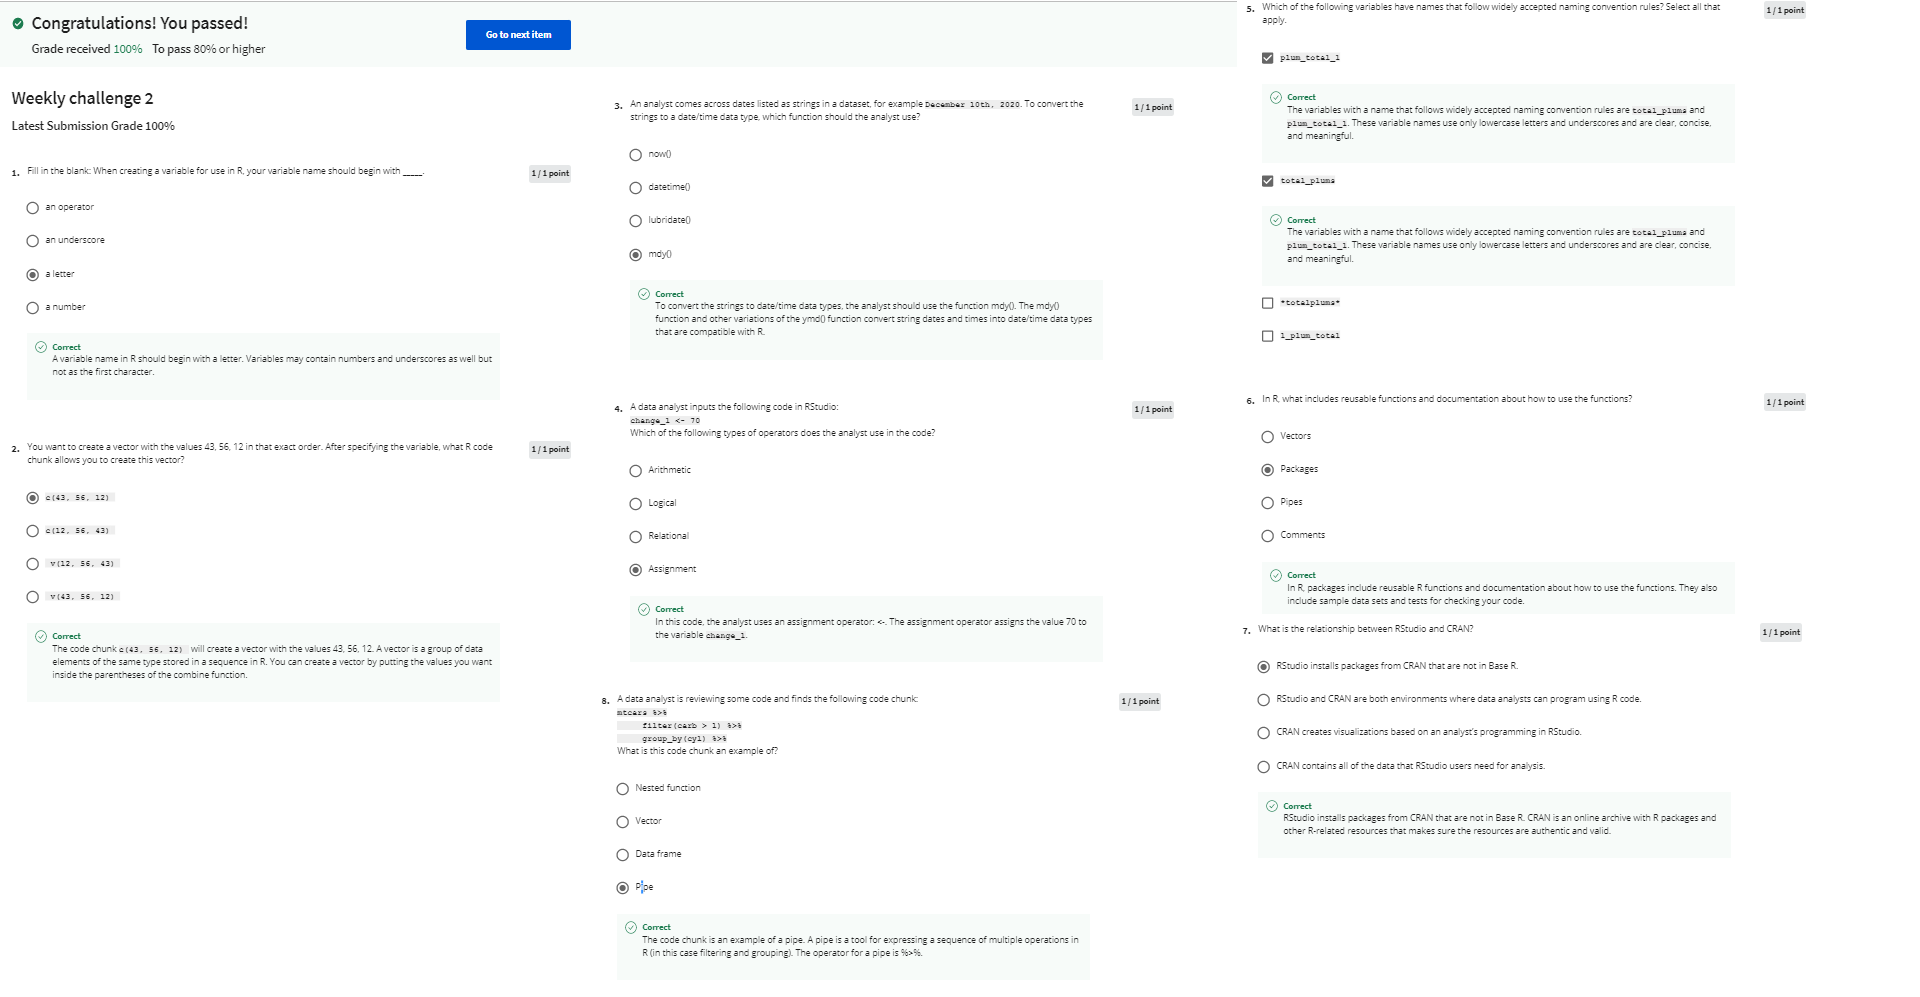 Congratulations! You passed!
Grade received 100% To pass 80% or higher
Go to next item
Weekly challenge 2
Latest Submission Grade 100%
1. Fill in the blank: When creating a variable for use in R, your variable name should begin with _____.
1 / 1 point
an operator
an underscore
a letter
a number
Correct
A variable name in R should begin with a letter. Variables may contain numbers and underscores as well but
not as the first character.
2. You want to create a vector with the values 43, 56, 12 in that exact order. After specifying the variable, what R code
chunk allows you to create this vector?
1 / 1 point
c(43, 56, 12)
c(12, 56, 43)
v(12, 56, 43)
v(43, 56, 12)
Correct
The code chunk c(43, 56, 12) will create a vector with the values 43, 56, 12. A vector is a group of data
elements of the same type stored in a sequence in R. You can create a vector by putting the values you want
inside the parentheses of the combine function.
3. An analyst comes across dates listed as strings in a dataset, for example December 10th, 2020. To convert the
strings to a date/time data type, which function should the analyst use?
1 / 1 point
now()
datetime()
lubridate()
mdy()
Correct
To convert the strings to date/time data types, the analyst should use the function mdy(). The mdy()
function and other variations of the ymd() function convert string dates and times into date/time data types
that are compatible with R.
4. A data analyst inputs the following code in RStudio:
change_1 <- 70
Which of the following types of operators does the analyst use in the code?
1 / 1 point
Arithmetic
Logical
Relational
Assignment
Correct
In this code, the analyst uses an assignment operator: <-. The assignment operator assigns the value 70 to
the variable change_1.
8. A data analyst is reviewing some code and finds the following code chunk:
mtcars %>%
filter(carb > 1) %>%
group_by(cyl) %>%
What is this code chunk an example of?
1 / 1 point
Nested function
Vector
Data frame
Pipe
Correct
The code chunk is an example of a pipe. A pipe is a tool for expressing a sequence of multiple operations in
R (in this case filtering and grouping). The operator for a pipe is %>%.
5. Which of the following variables have names that follow widely accepted naming convention rules? Select all that
apply.
1 / 1 point
plum_total_1
Correct
The variables with a name that follows widely accepted naming convention rules are total_plums and
plum_total_1. These variable names use only lowercase letters and underscores and are clear, concise,
and meaningful.
total_plums
Correct
The variables with a name that follows widely accepted naming convention rules are total_plums and
plum_total_1. These variable names use only lowercase letters and underscores and are clear, concise,
and meaningful.
*totalplums*
1_plum_total
6. In R, what includes reusable functions and documentation about how to use the functions?
1 / 1 point
Vectors
Packages
Pipes
Comments
Correct
In R, packages include reusable R functions and documentation about how to use the functions. They also
include sample data sets and tests for checking your code.
7. What is the relationship between RStudio and CRAN?
1 / 1 point
RStudio installs packages from CRAN that are not in Base R.
RStudio and CRAN are both environments where data analysts can program using R code.
CRAN creates visualizations based on an analyst's programming in RStudio.
CRAN contains all of the data that RStudio users need for analysis.
Correct
RStudio installs packages from CRAN that are not in Base R. CRAN is an online archive with R packages and
other R-related resources that makes sure the resources are authentic and valid.